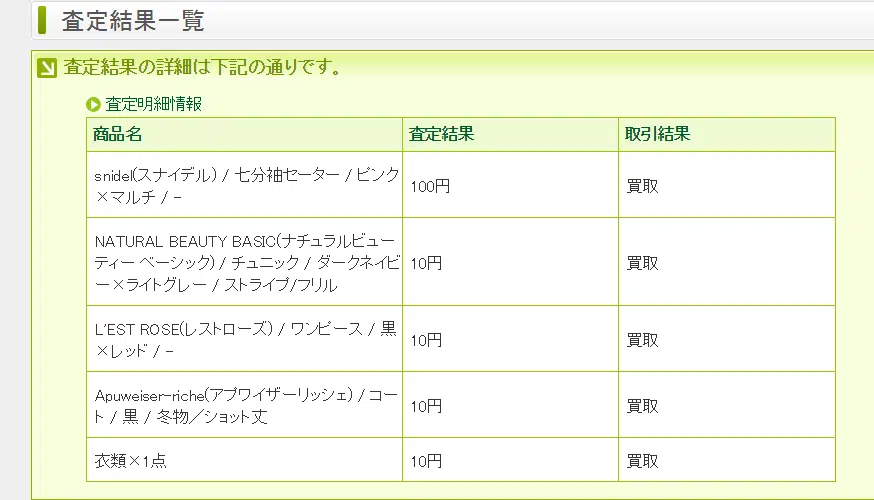 査定結果一覧
査定結果の詳細は下記の通りです。
査定明細情報
商品名 査定結果 取引結果
snidel(スナイデル) / 七分袖セーター / ピンク
×マルチ / -
100円
買取
NATURAL BEAUTY BASIC(ナチュラルビュー
ティー ベーシック) / チュニック / ダークネイビ
ー×ライトグレー / ストライプ/フリル
10円
買取
L'EST ROSE(レストローズ) / ワンピース / 黒
×レッド / -
10円
買取
Apuweiser-riche(アプワイザーリッシェ) / コー
ト / 黒 / 冬物／ショット丈
10円
買取
衣類×1点
10円
買取